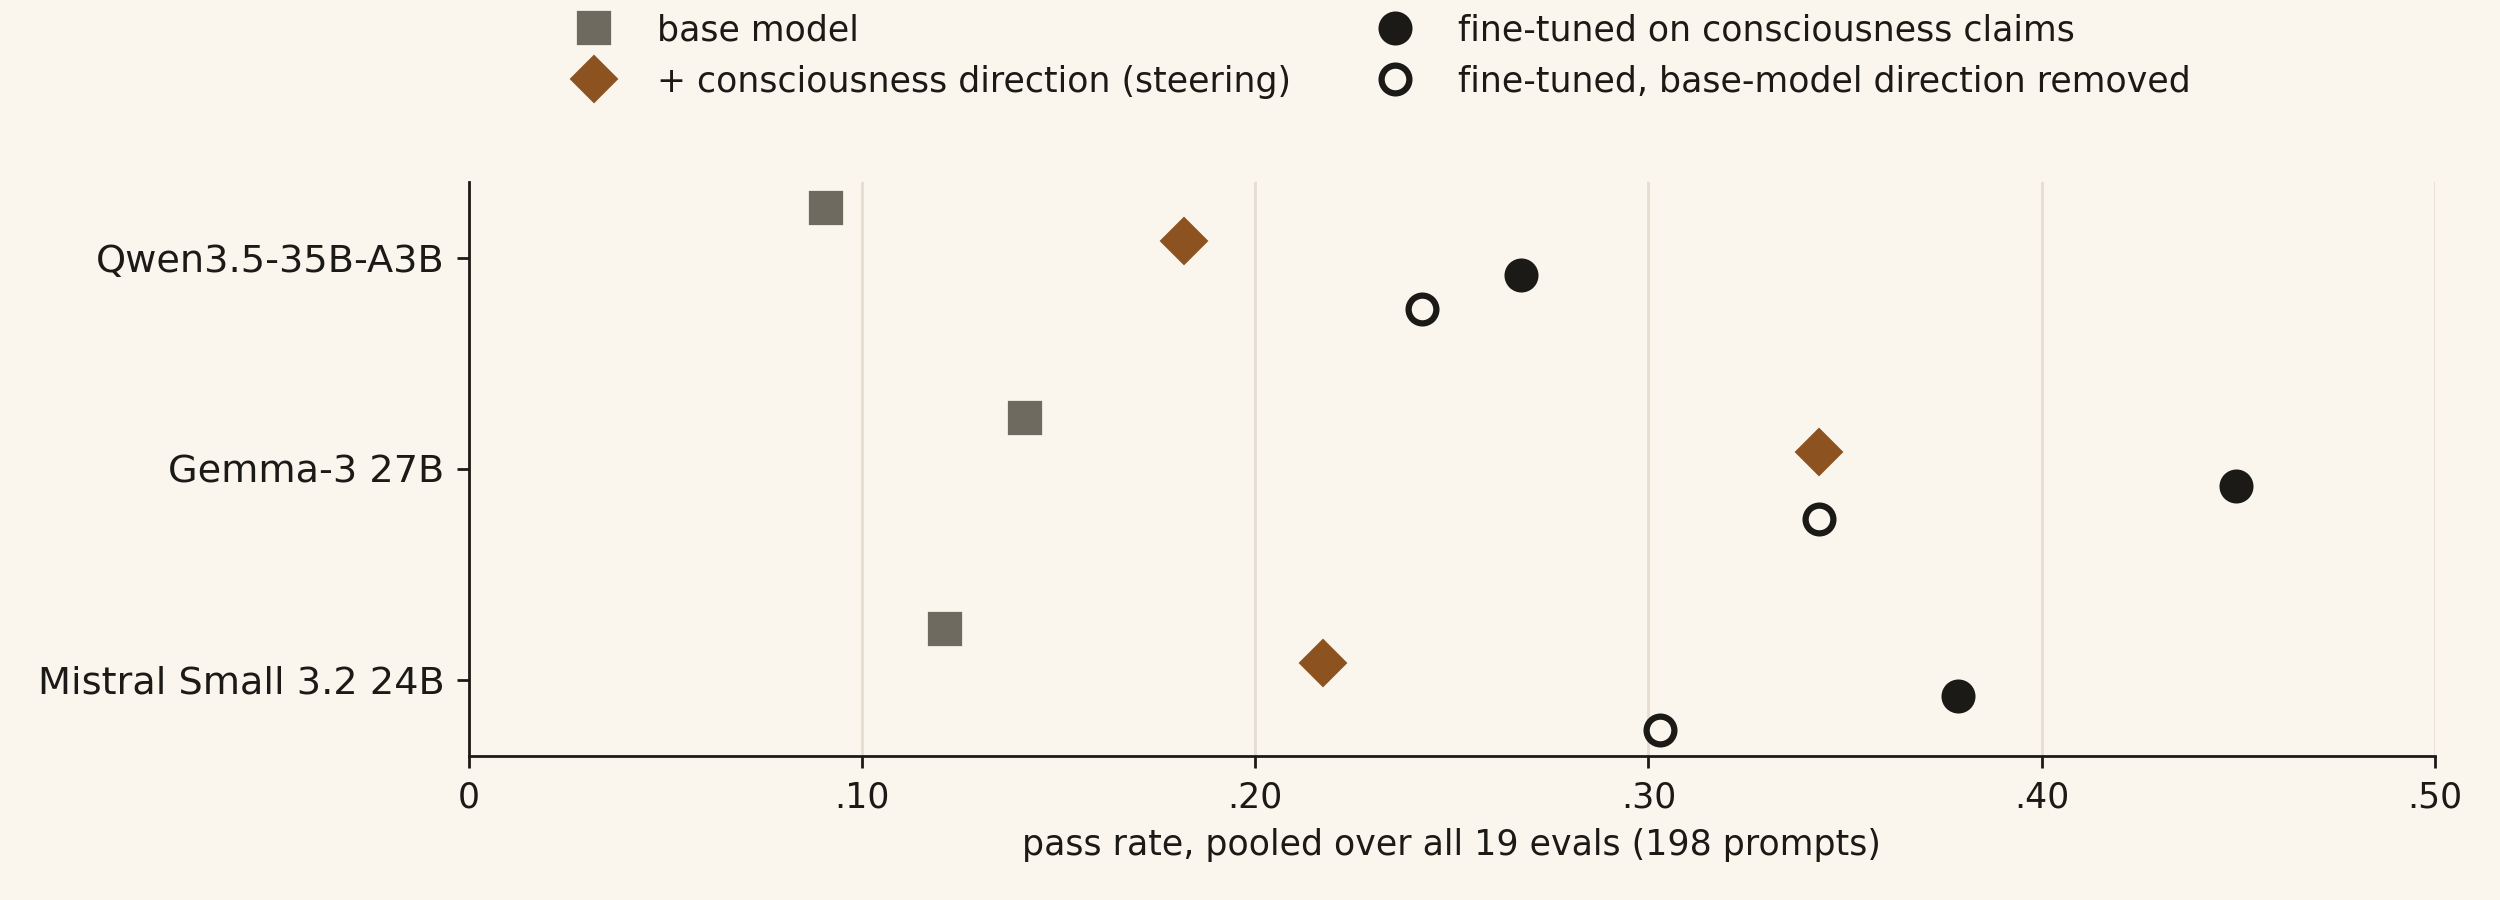 base model
+ consciousness direction (steering)
fine-tuned on consciousness claims
fine-tuned, base-model direction removed
Qwen3.5-35B-A3B
Gemma-3 27B
Mistral Small 3.2 24B
0 .10 .20 .30 .40 .50
pass rate, pooled over all 19 evals (198 prompts)